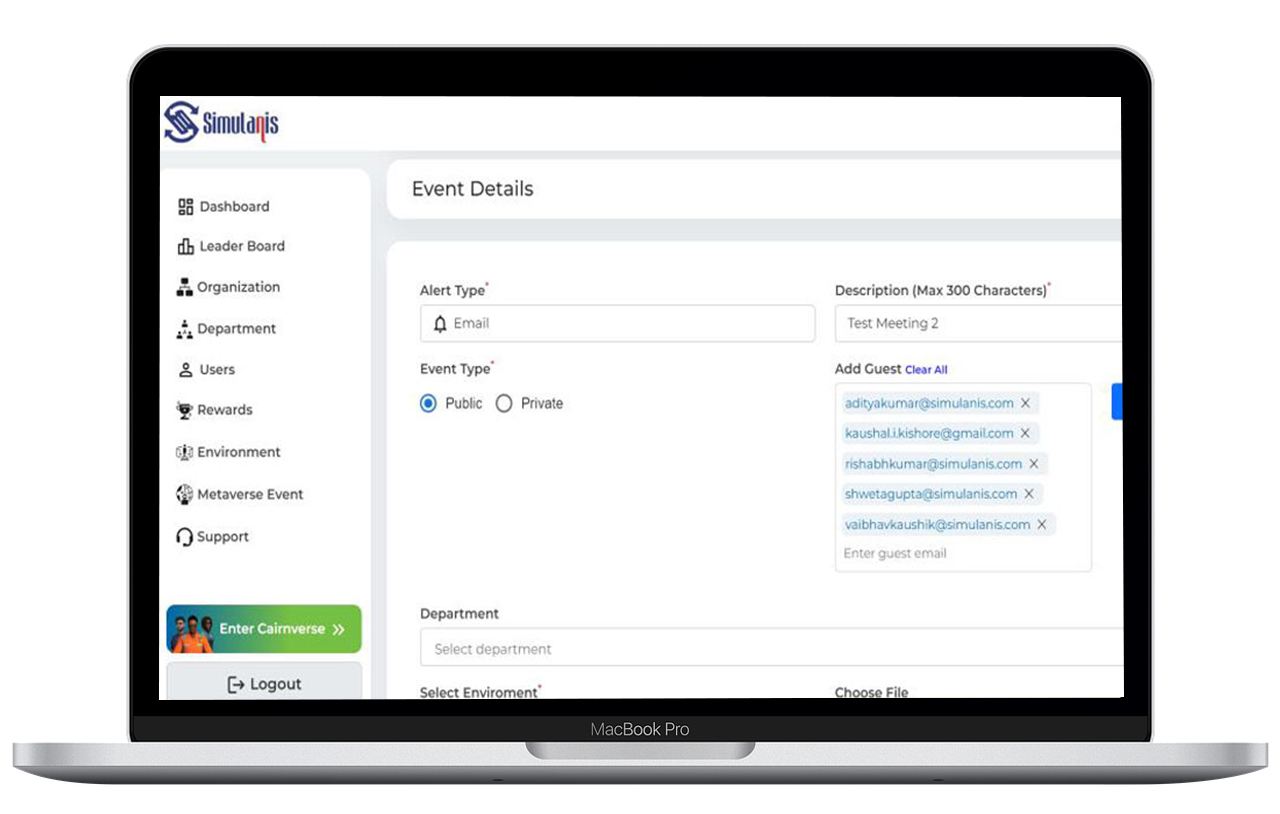 Simulanis
Event Details
Dashboard
Leader Board
Organization
Department
Users
Rewards
Environment
Metaverse Event
Support
Enter Cairnverse >>
Logout
Alert Type*
Email
Description (Max 300 Characters)*
Test Meeting 2
Event Type*
Public Private
Add Guest Clear All
adityakumar@simulanis.com X
kaushal.i.kishore@gmail.com X
rishabhkumar@simulanis.com X
shwetagupta@simulanis.com X
vaibhavkaushik@simulanis.com X
Enter guest email
Department
Select department
Select Enviroment*
Choose File
MacBook Pro